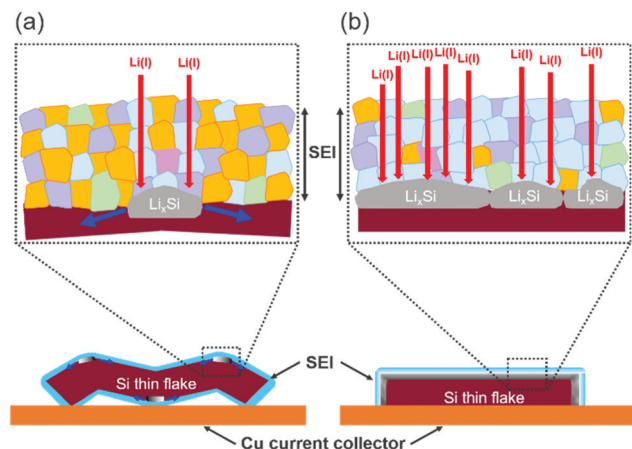 (a)
(b)
Li(I) Li(I)
Li(I) Li(I) Li(I) Li(I) Li(I) Li(I) Li(I) Li(I)
SEI
LixSi
LixSi LixSi LixSi
SEI
Si thin flake
Si thin flake
Cu current collector